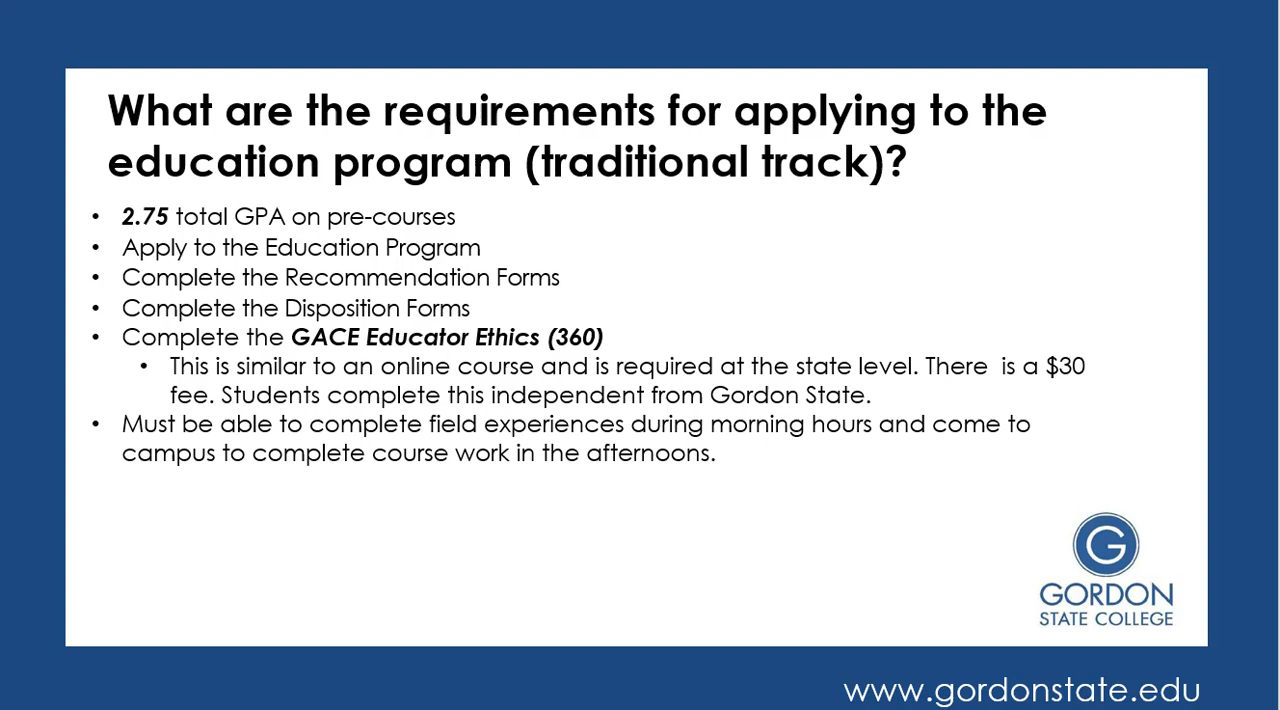 What are the requirements for applying to the
education program (traditional track)?
• 2.75 total GPA on pre-courses
• Apply to the Education Program
• Complete the Recommendation Forms
• Complete the Disposition Forms
• Complete the GACE Educator Ethics (360)
• This is similar to an online course and is required at the state level. There  is a $30
fee. Students complete this independent from Gordon State.
• Must be able to complete field experiences during morning hours and come to
campus to complete course work in the afternoons.
G
GORDON
STATE COLLEGE
www.gordonstate.edu